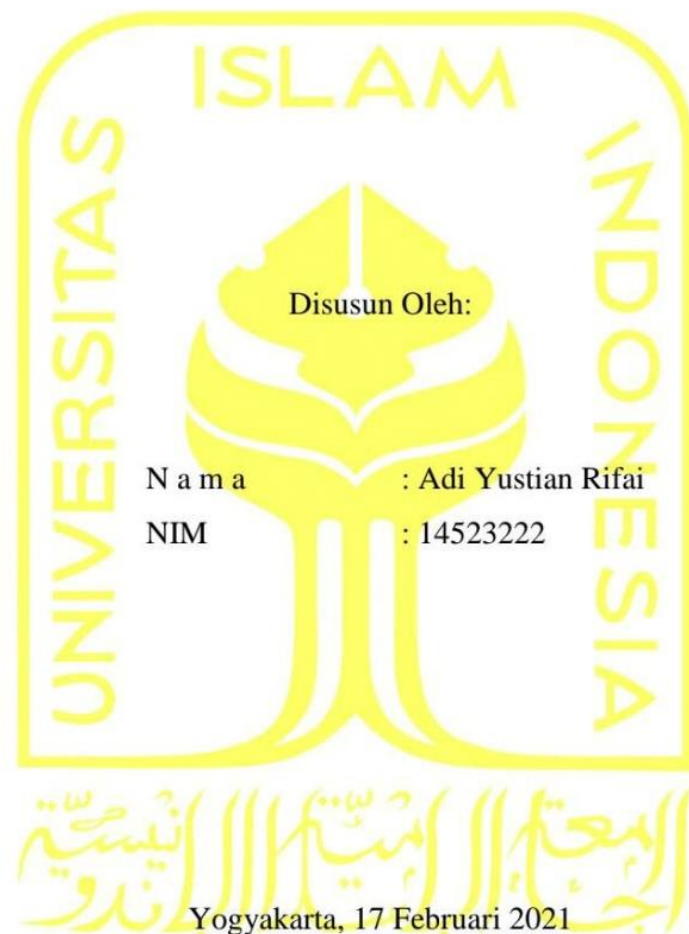 ISLAM
UNIVERSITAS
INDONESIA
Disusun Oleh:
N a m a : Adi Yustian Rifai
NIM : 14523222
Yogyakarta, 17 Februari 2021